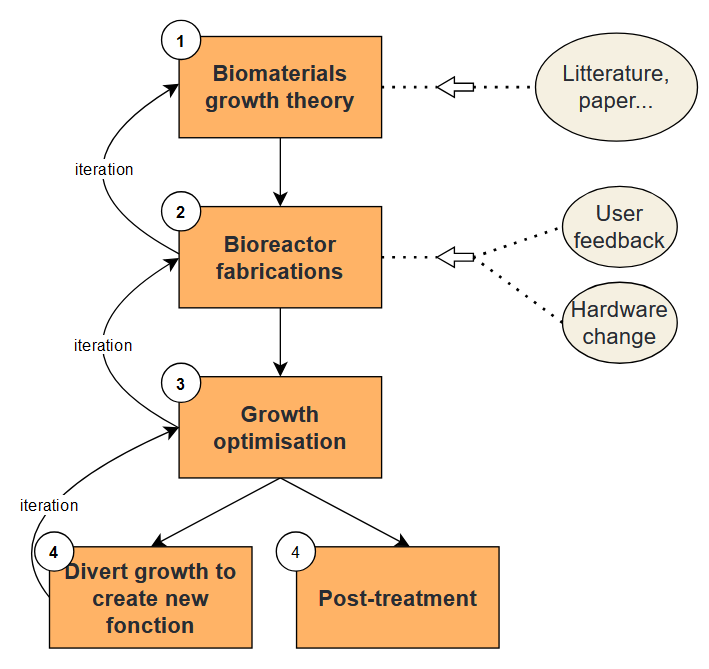 1
Biomaterials
growth theory
Litterature,
paper...
iteration
2
Bioreactor
fabrications
User
feedback
Hardware
change
iteration
3
Growth
optimisation
iteration
4
Divert growth to
create new
fonction
4
Post-treatment